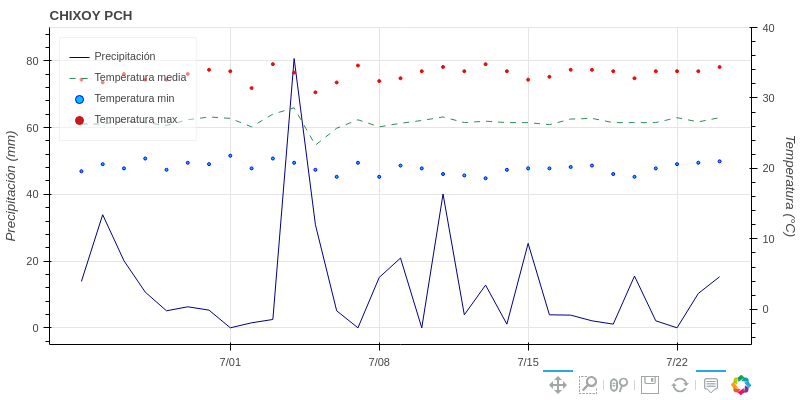 CHIXOY PCH
Precipitación
Temperatura media
Temperatura min
Temperatura max
Precipitación (mm)
80
60
40
20
0
Temperatura (°C)
40
30
20
10
0
7/01
7/08
7/15
7/22